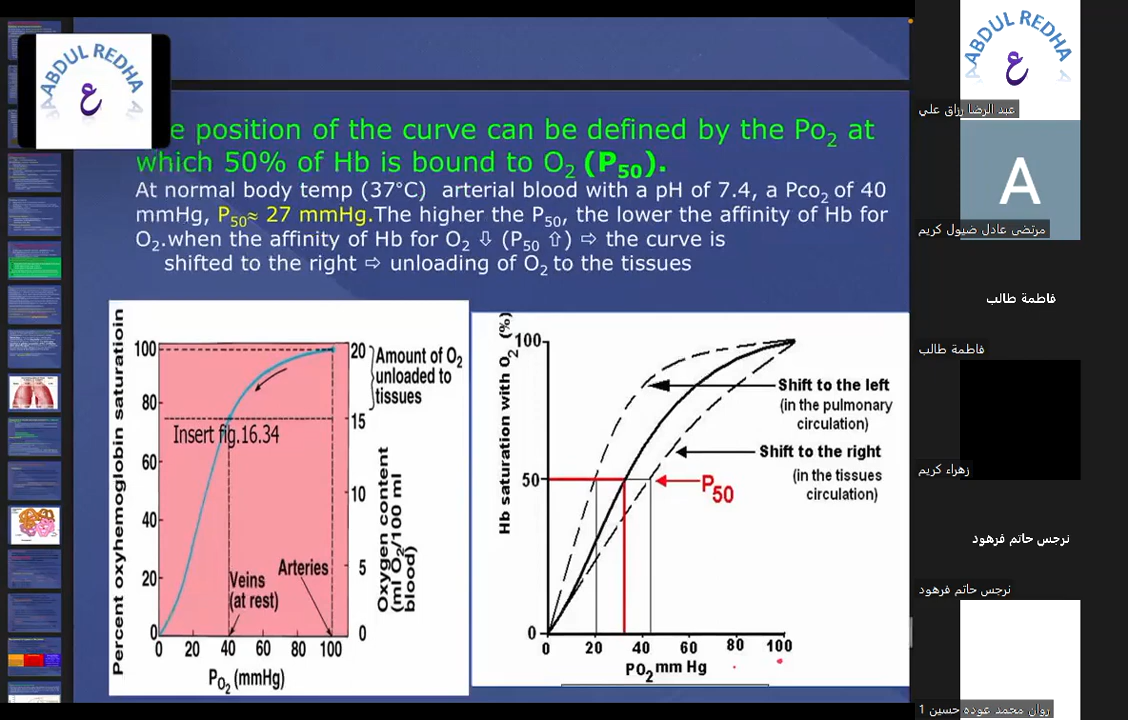 ABDUL REDHA
ع
e position of the curve can be defined by the Po2 at
which 50% of Hb is bound to O2 (P50).
At normal body temp (37°C) arterial blood with a pH of 7.4, a Pco2 of 40
mmHg, P50≈ 27 mmHg.The higher the P50, the lower the affinity of Hb for
O2.when the affinity of Hb for O2 ⇩ (P50 ⇧) ⇨ the curve is
shifted to the right ⇨ unloading of O2 to the tissues
Percent oxyhemoglobin saturatioin
100
80
60
40
20
0
0 20 40 60 80 100
PO2 (mmHg)
Insert fig.16.34
Veins
(at rest)
Arteries
20
15
10
5
0
Amount of O2
unloaded to
tissues
Oxygen content
(ml O2/100 ml
blood)
Hb saturation with O2 (%)
100
50
0
0 20 40 60 80 100
PO2 mm Hg
Shift to the left
(in the pulmonary
circulation)
Shift to the right
(in the tissues
circulation)
P50
ABDUL REDHA
ع
عبد الرضا رزاق علي
A
مرتضى عادل ضيول كريم
فاطمة طالب
فاطمة طالب
زهراء كريم
نرجس حاتم فرهود
نرجس حاتم فرهود
روان محمد عوده حسين 1